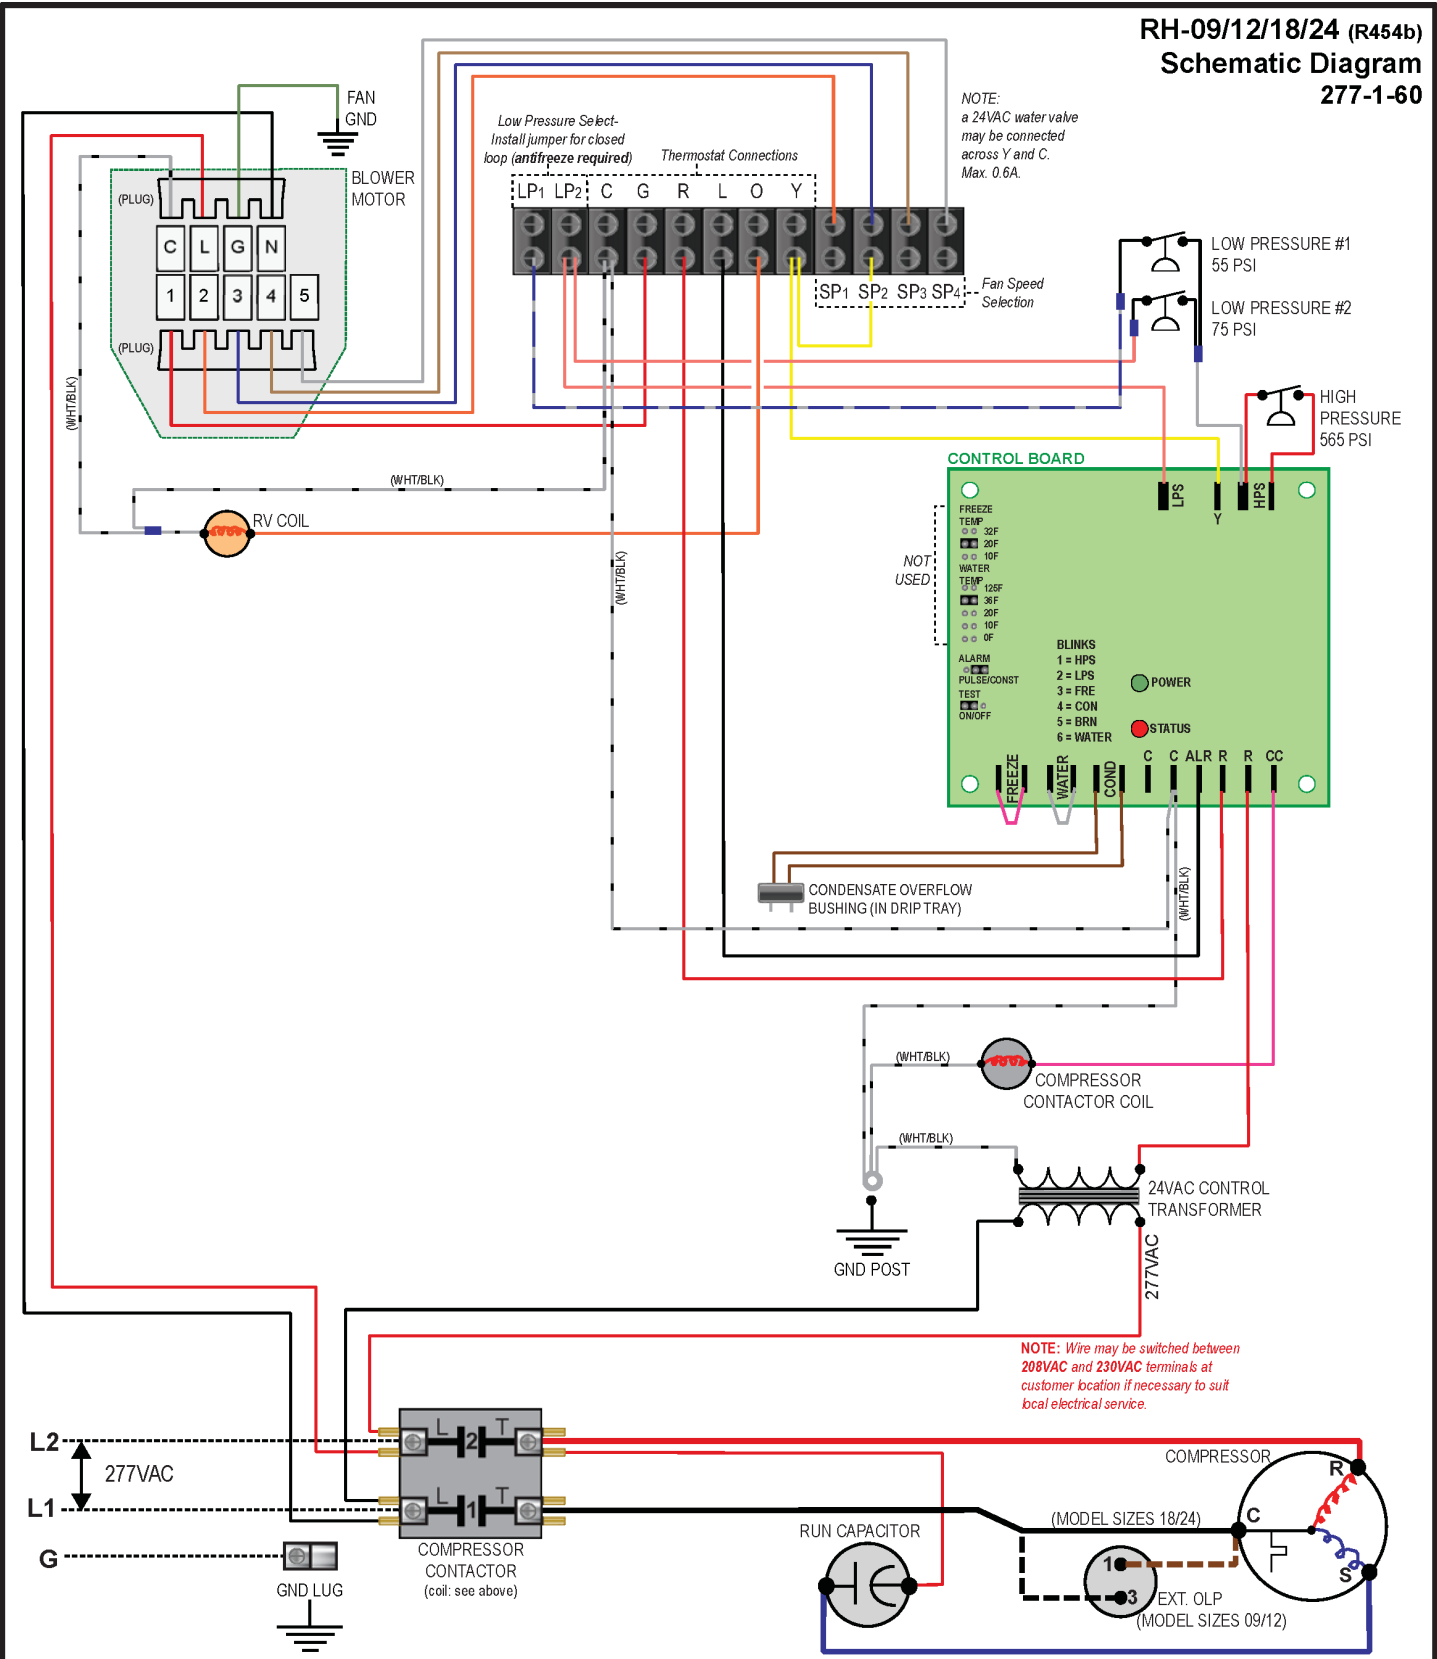 RH-09/12/18/24 (R454b)
Schematic Diagram
277-1-60
FAN
GND
BLOWER
MOTOR
(PLUG)
C L G N
1 2 3 4 5
(PLUG)
(WHT/BLK)
Low Pressure Select-
Install jumper for closed
loop (antifreeze required)
Thermostat Connections
LP1 LP2 C G R L O Y
SP1 SP2 SP3 SP4
Fan Speed
Selection
NOTE:
a 24VAC water valve
may be connected
across Y and C.
Max. 0.6A.
LOW PRESSURE #1
55 PSI
LOW PRESSURE #2
75 PSI
HIGH
PRESSURE
565 PSI
(WHT/BLK)
RV COIL
(WHT/BLK)
CONTROL BOARD
LPS
Y
HPS
NOT
USED
FREEZE
TEMP
32F
20F
10F
WATER
TEMP
125F
36F
20F
10F
0F
ALARM
PULSE/CONST
TEST
ON/OFF
BLINKS
1 = HPS
2 = LPS
3 = FRE
4 = CON
5 = BRN
6 = WATER
POWER
STATUS
FREEZE
WATER
COND
C C ALR R R CC
CONDENSATE OVERFLOW
BUSHING (IN DRIP TRAY)
(WHT/BLK)
(WHT/BLK)
COMPRESSOR
CONTACTOR COIL
(WHT/BLK)
24VAC CONTROL
TRANSFORMER
GND POST
277VAC
NOTE: Wire may be switched between
208VAC and 230VAC terminals at
customer location if necessary to suit
local electrical service.
L2
277VAC
L1
G
L 2 T
L 1 T
COMPRESSOR
CONTACTOR
(coil: see above)
GND LUG
RUN CAPACITOR
COMPRESSOR
R
C
S
(MODEL SIZES 18/24)
1
3
EXT. OLP
(MODEL SIZES 09/12)